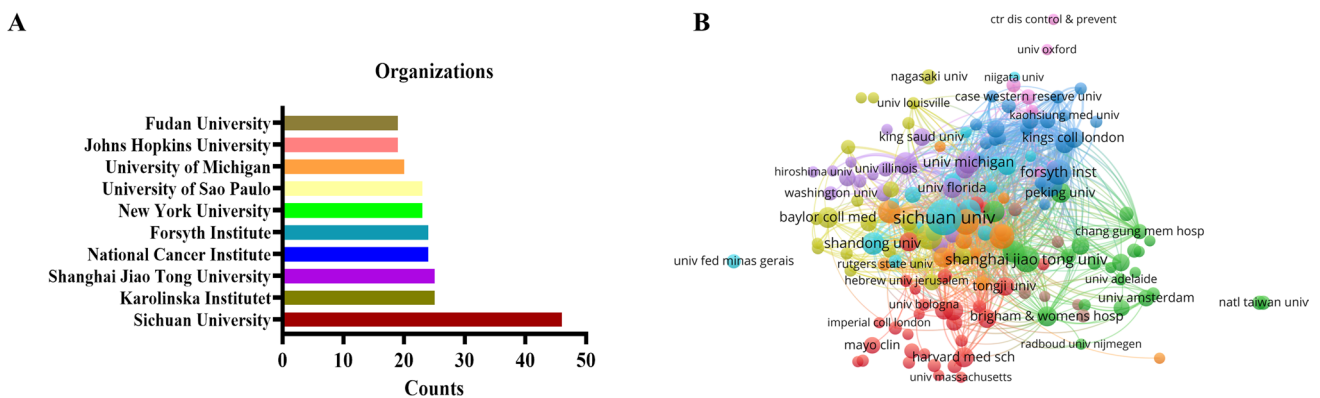 A
Organizations
Fudan University
Johns Hopkins University
University of Michigan
University of Sao Paulo
New York University
Forsyth Institute
National Cancer Institute
Shanghai Jiao Tong University
Karolinska Institutet
Sichuan University
0 10 20 30 40 50
Counts
B
ctr dis control & prevent
univ oxford
nagasaki univ
niigata univ
case western reserve univ
univ louisville
kaohsiung med univ
king saud univ
kings coll london
univ michigan
hiroshima univ
univ illinois
forsyth inst
washington univ
univ florida
peking univ
baylor coll med
sichuan univ
chang gung mem hosp
shandong univ
univ fed minas gerais
rutgers state univ
shanghai jiao tong univ
hebrew univ jerusalem
tongji univ
univ adelaide
univ amsterdam
natl taiwan univ
univ bologna
brigham & womens hosp
imperial coll london
mayo clin
radboud univ nijmegen
harvard med sch
univ massachusetts